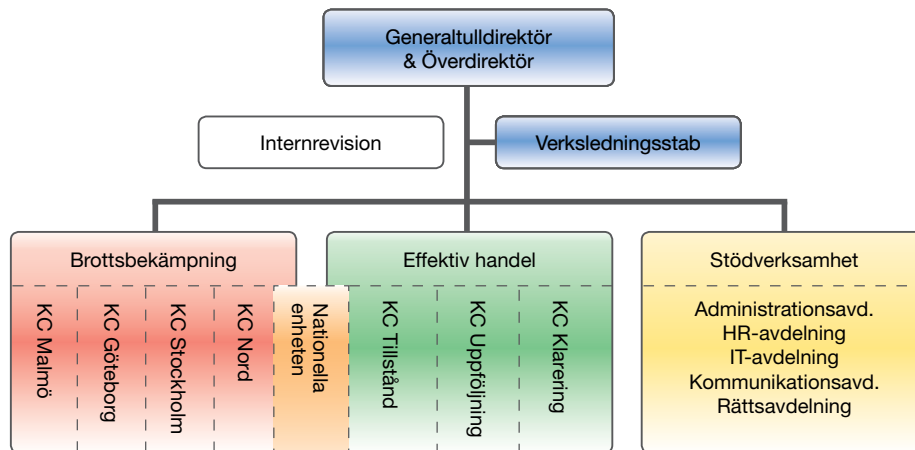 Generaltulldirektör
& Överdirektör
Internrevision
Verksledningsstab
Brottsbekämpning
KC Malmö
KC Göteborg
KC Stockholm
KC Nord
Nationella
enheten
Effektiv handel
KC Tillstånd
KC Uppföljning
KC Klarering
Stödverksamhet
Administrationsavd.
HR-avdelning
IT-avdelning
Kommunikationsavd.
Rättsavdelning